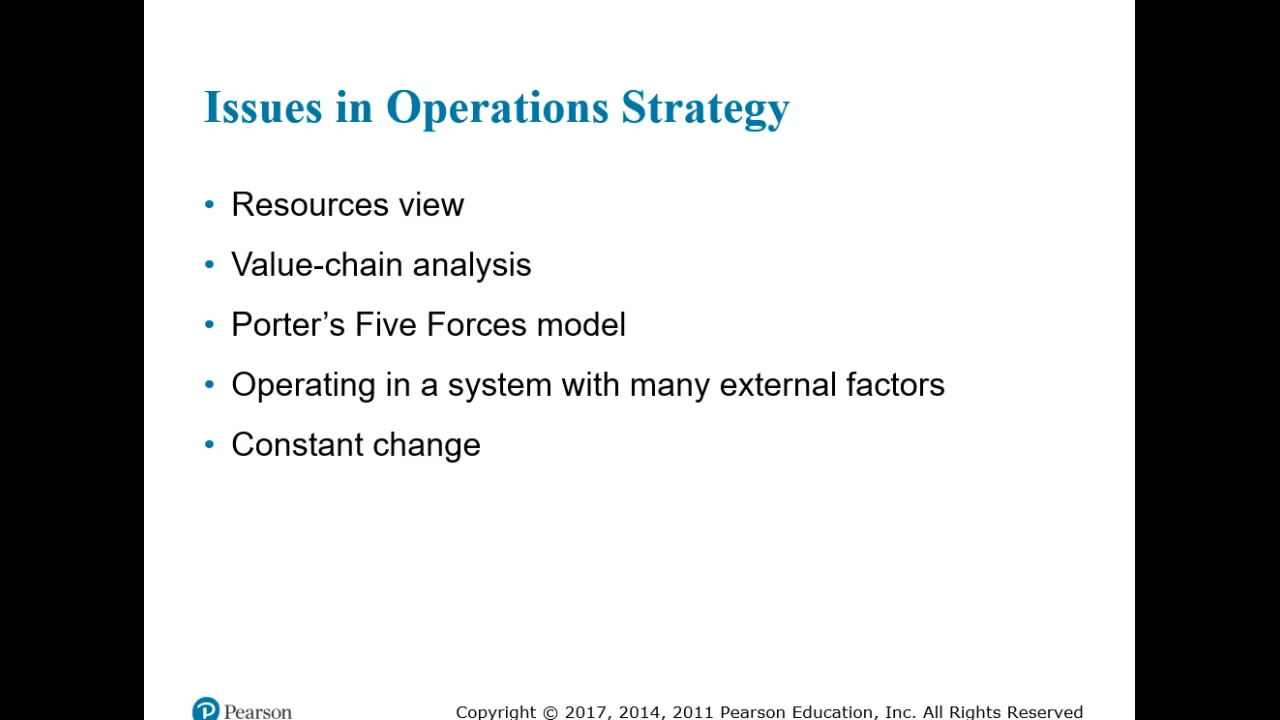 Issues in Operations Strategy
• Resources view
• Value-chain analysis
• Porter’s Five Forces model
• Operating in a system with many external factors
• Constant change
Pearson
Copyright © 2017, 2014, 2011 Pearson Education, Inc. All Rights Reserved